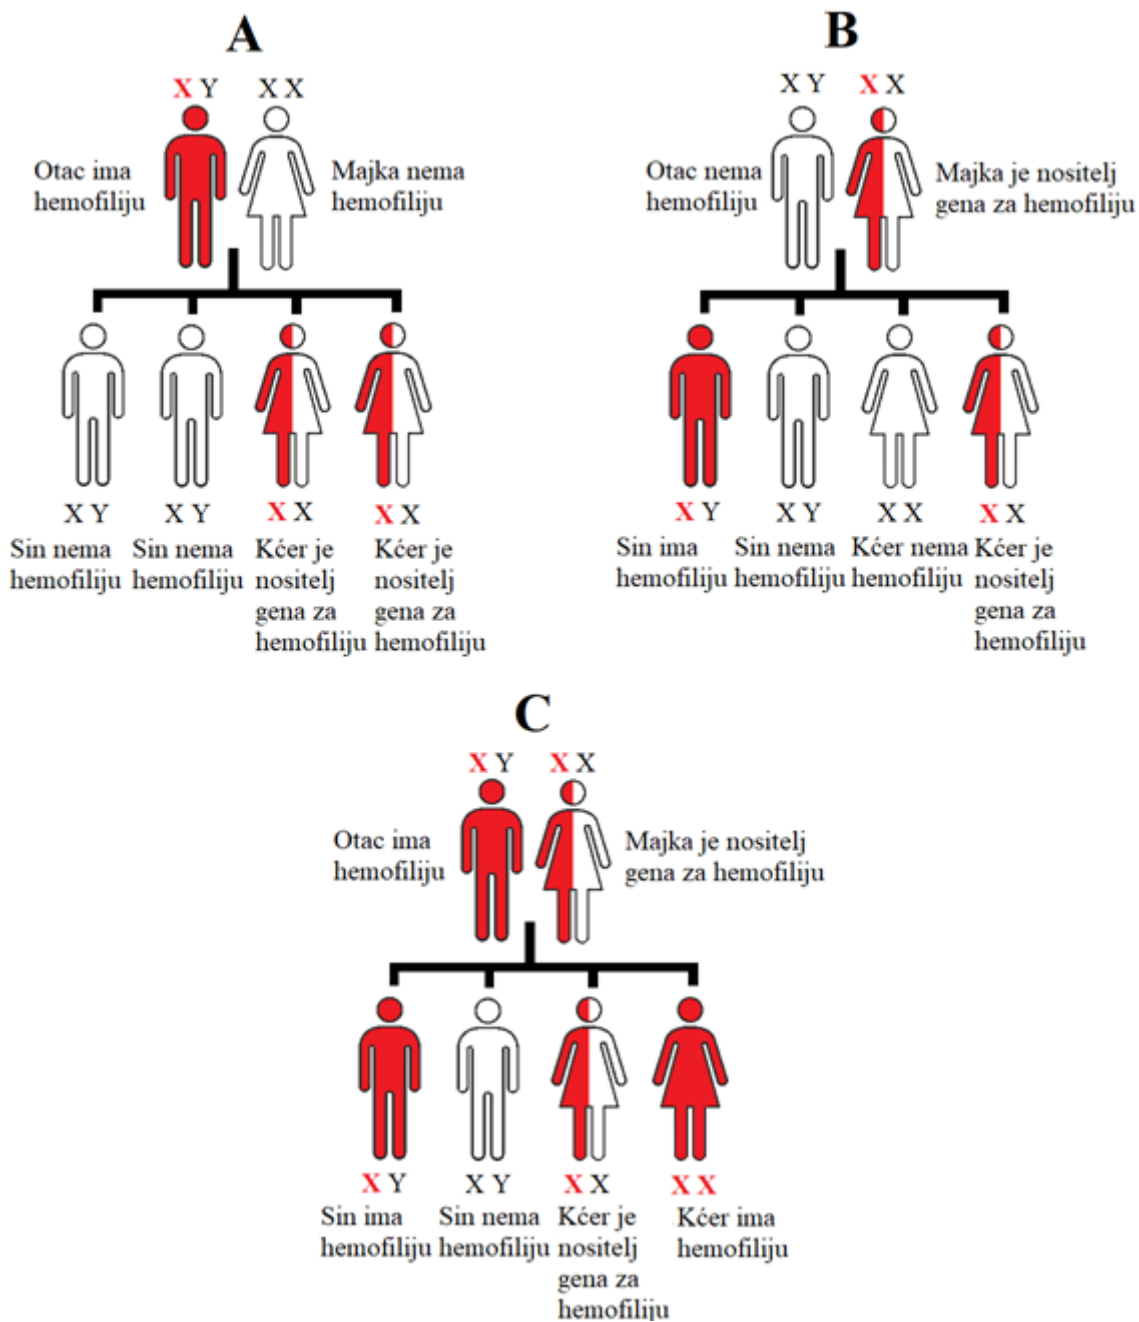 A
X Y
X X
Otac ima
hemofiliju
Majka nema
hemofiliju
X Y
X Y
X X
X X
Sin nema
hemofiliju
Sin nema
hemofiliju
Kćer je
nositelj
gena za
hemofiliju
Kćer je
nositelj
gena za
hemofiliju
B
X Y
X X
Otac nema
hemofiliju
Majka je nositelj
gena za hemofiliju
X Y
X Y
X X
X X
Sin ima
hemofiliju
Sin nema
hemofiliju
Kćer nema
hemofiliju
Kćer je
nositelj
gena za
hemofiliju
C
X Y
X X
Otac ima
hemofiliju
Majka je nositelj
gena za hemofiliju
X Y
X Y
X X
X X
Sin ima
hemofiliju
Sin nema
hemofiliju
Kćer je
nositelj
gena za
hemofiliju
Kćer ima
hemofiliju